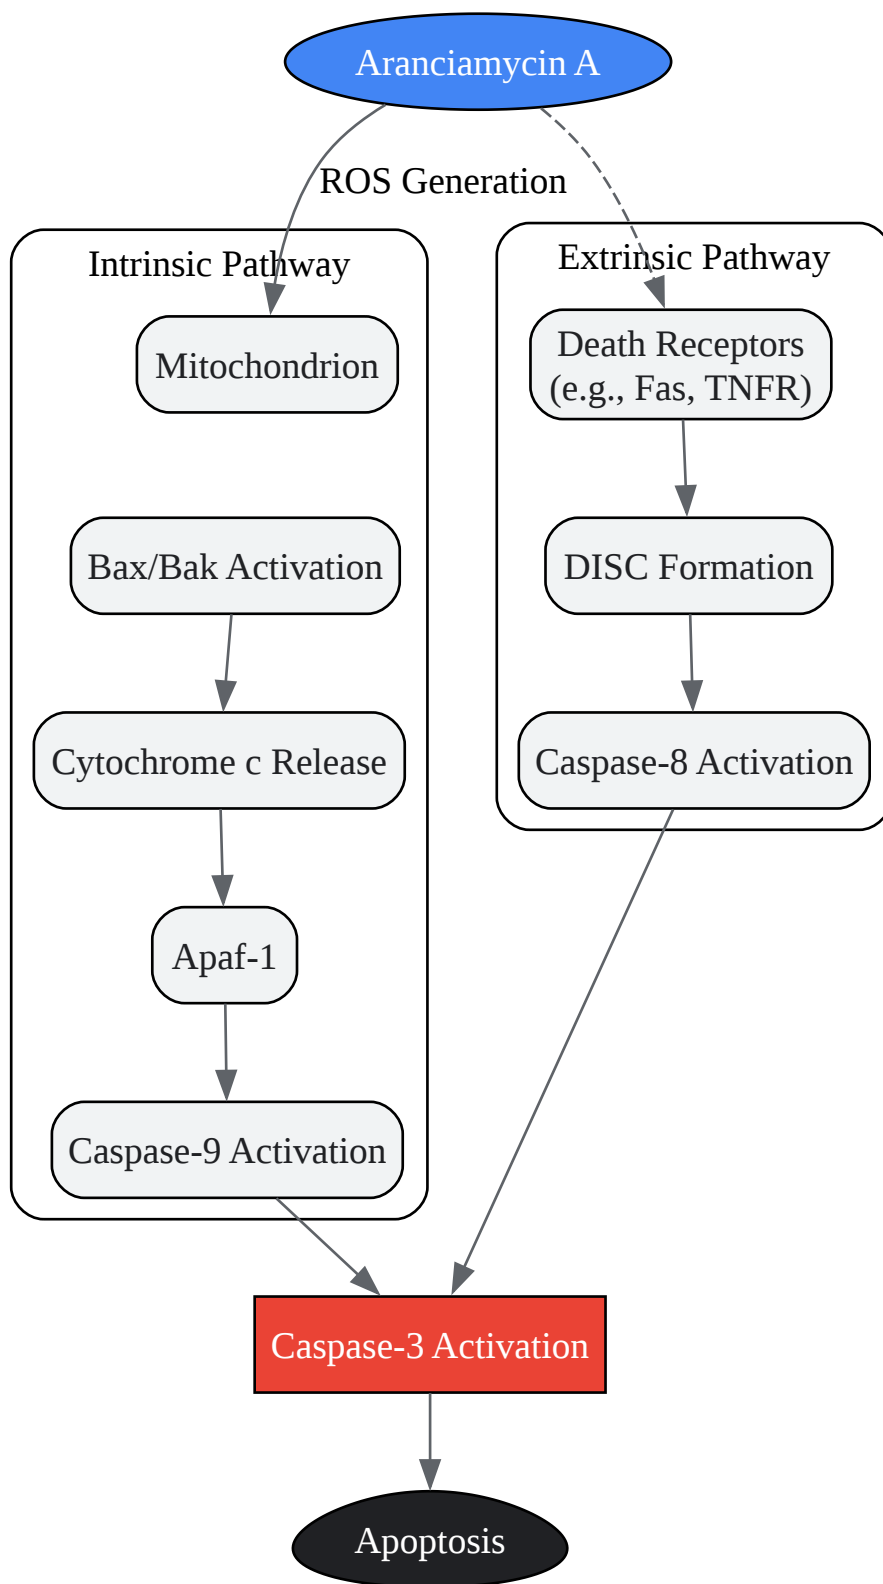 Aranciamycin A
ROS Generation
Intrinsic Pathway
Mitochondrion
Bax/Bak Activation
Cytochrome c Release
Apaf-1
Caspase-9 Activation
Extrinsic Pathway
Death Receptors
(e.g., Fas, TNFR)
DISC Formation
Caspase-8 Activation
Caspase-3 Activation
Apoptosis